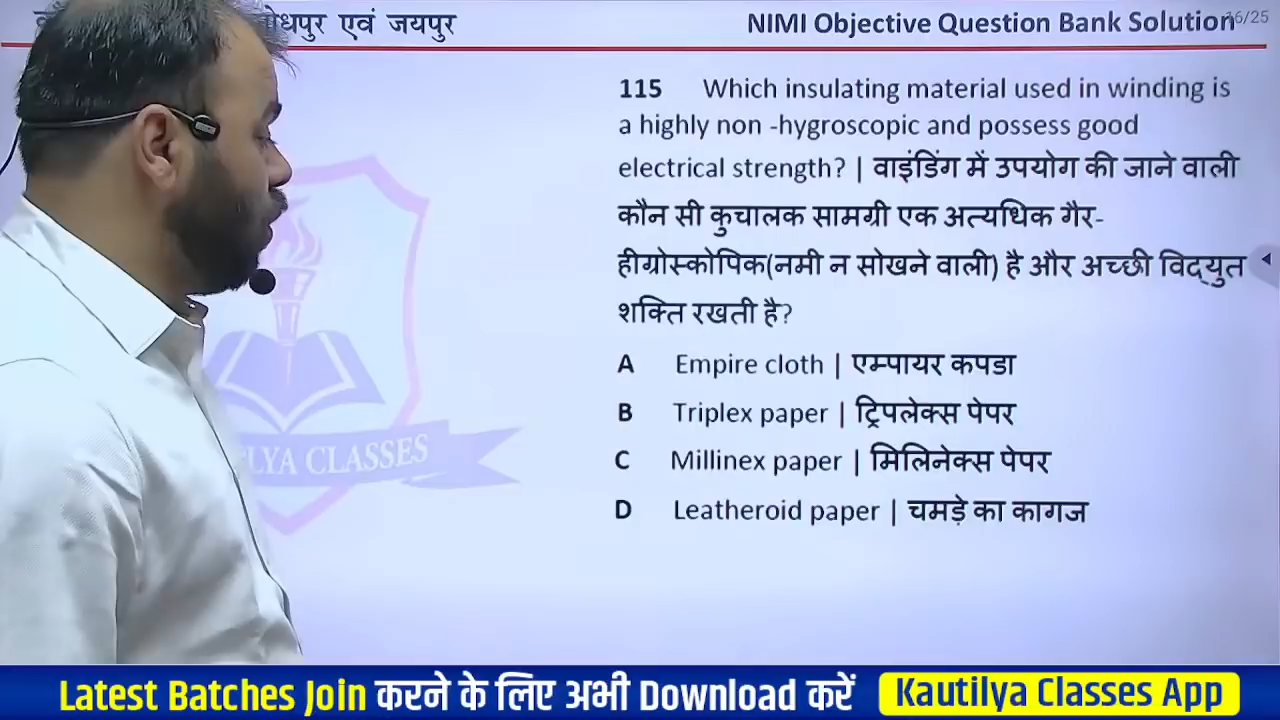 धपुर एवं जयपुर
NIMI Objective Question Bank Solution
16/25
115 Which insulating material used in winding is
a highly non -hygroscopic and possess good
electrical strength? | वाइंडिंग में उपयोग की जाने वाली
कौन सी कुचालक सामग्री एक अत्यधिक गैर-
हीग्रोस्कोपिक(नमी न सोखने वाली) है और अच्छी विद्युत
शक्ति रखती है?
A Empire cloth | एम्पायर कपडा
B Triplex paper | ट्रिपलेक्स पेपर
C Millinex paper | मिलिनेक्स पेपर
D Leatheroid paper | चमड़े का कागज
LYA CLASSES
Latest Batches Join करने के लिए अभी Download करें Kautilya Classes App